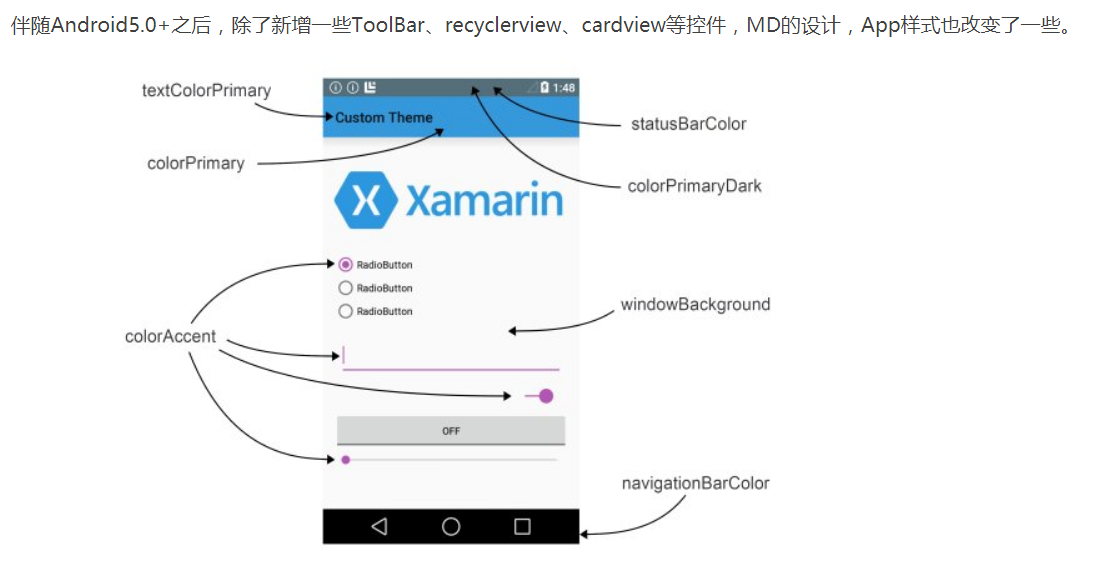 伴随Android5.0+之后，除了新增一些ToolBar、recyclerview、cardview等控件，MD的设计，App样式也改变了一些。
1:48
textColorPrimary
Custom Theme
statusBarColor
colorPrimary
colorPrimaryDark
Xamarin
RadioButton
RadioButton
RadioButton
windowBackground
colorAccent
OFF
navigationBarColor